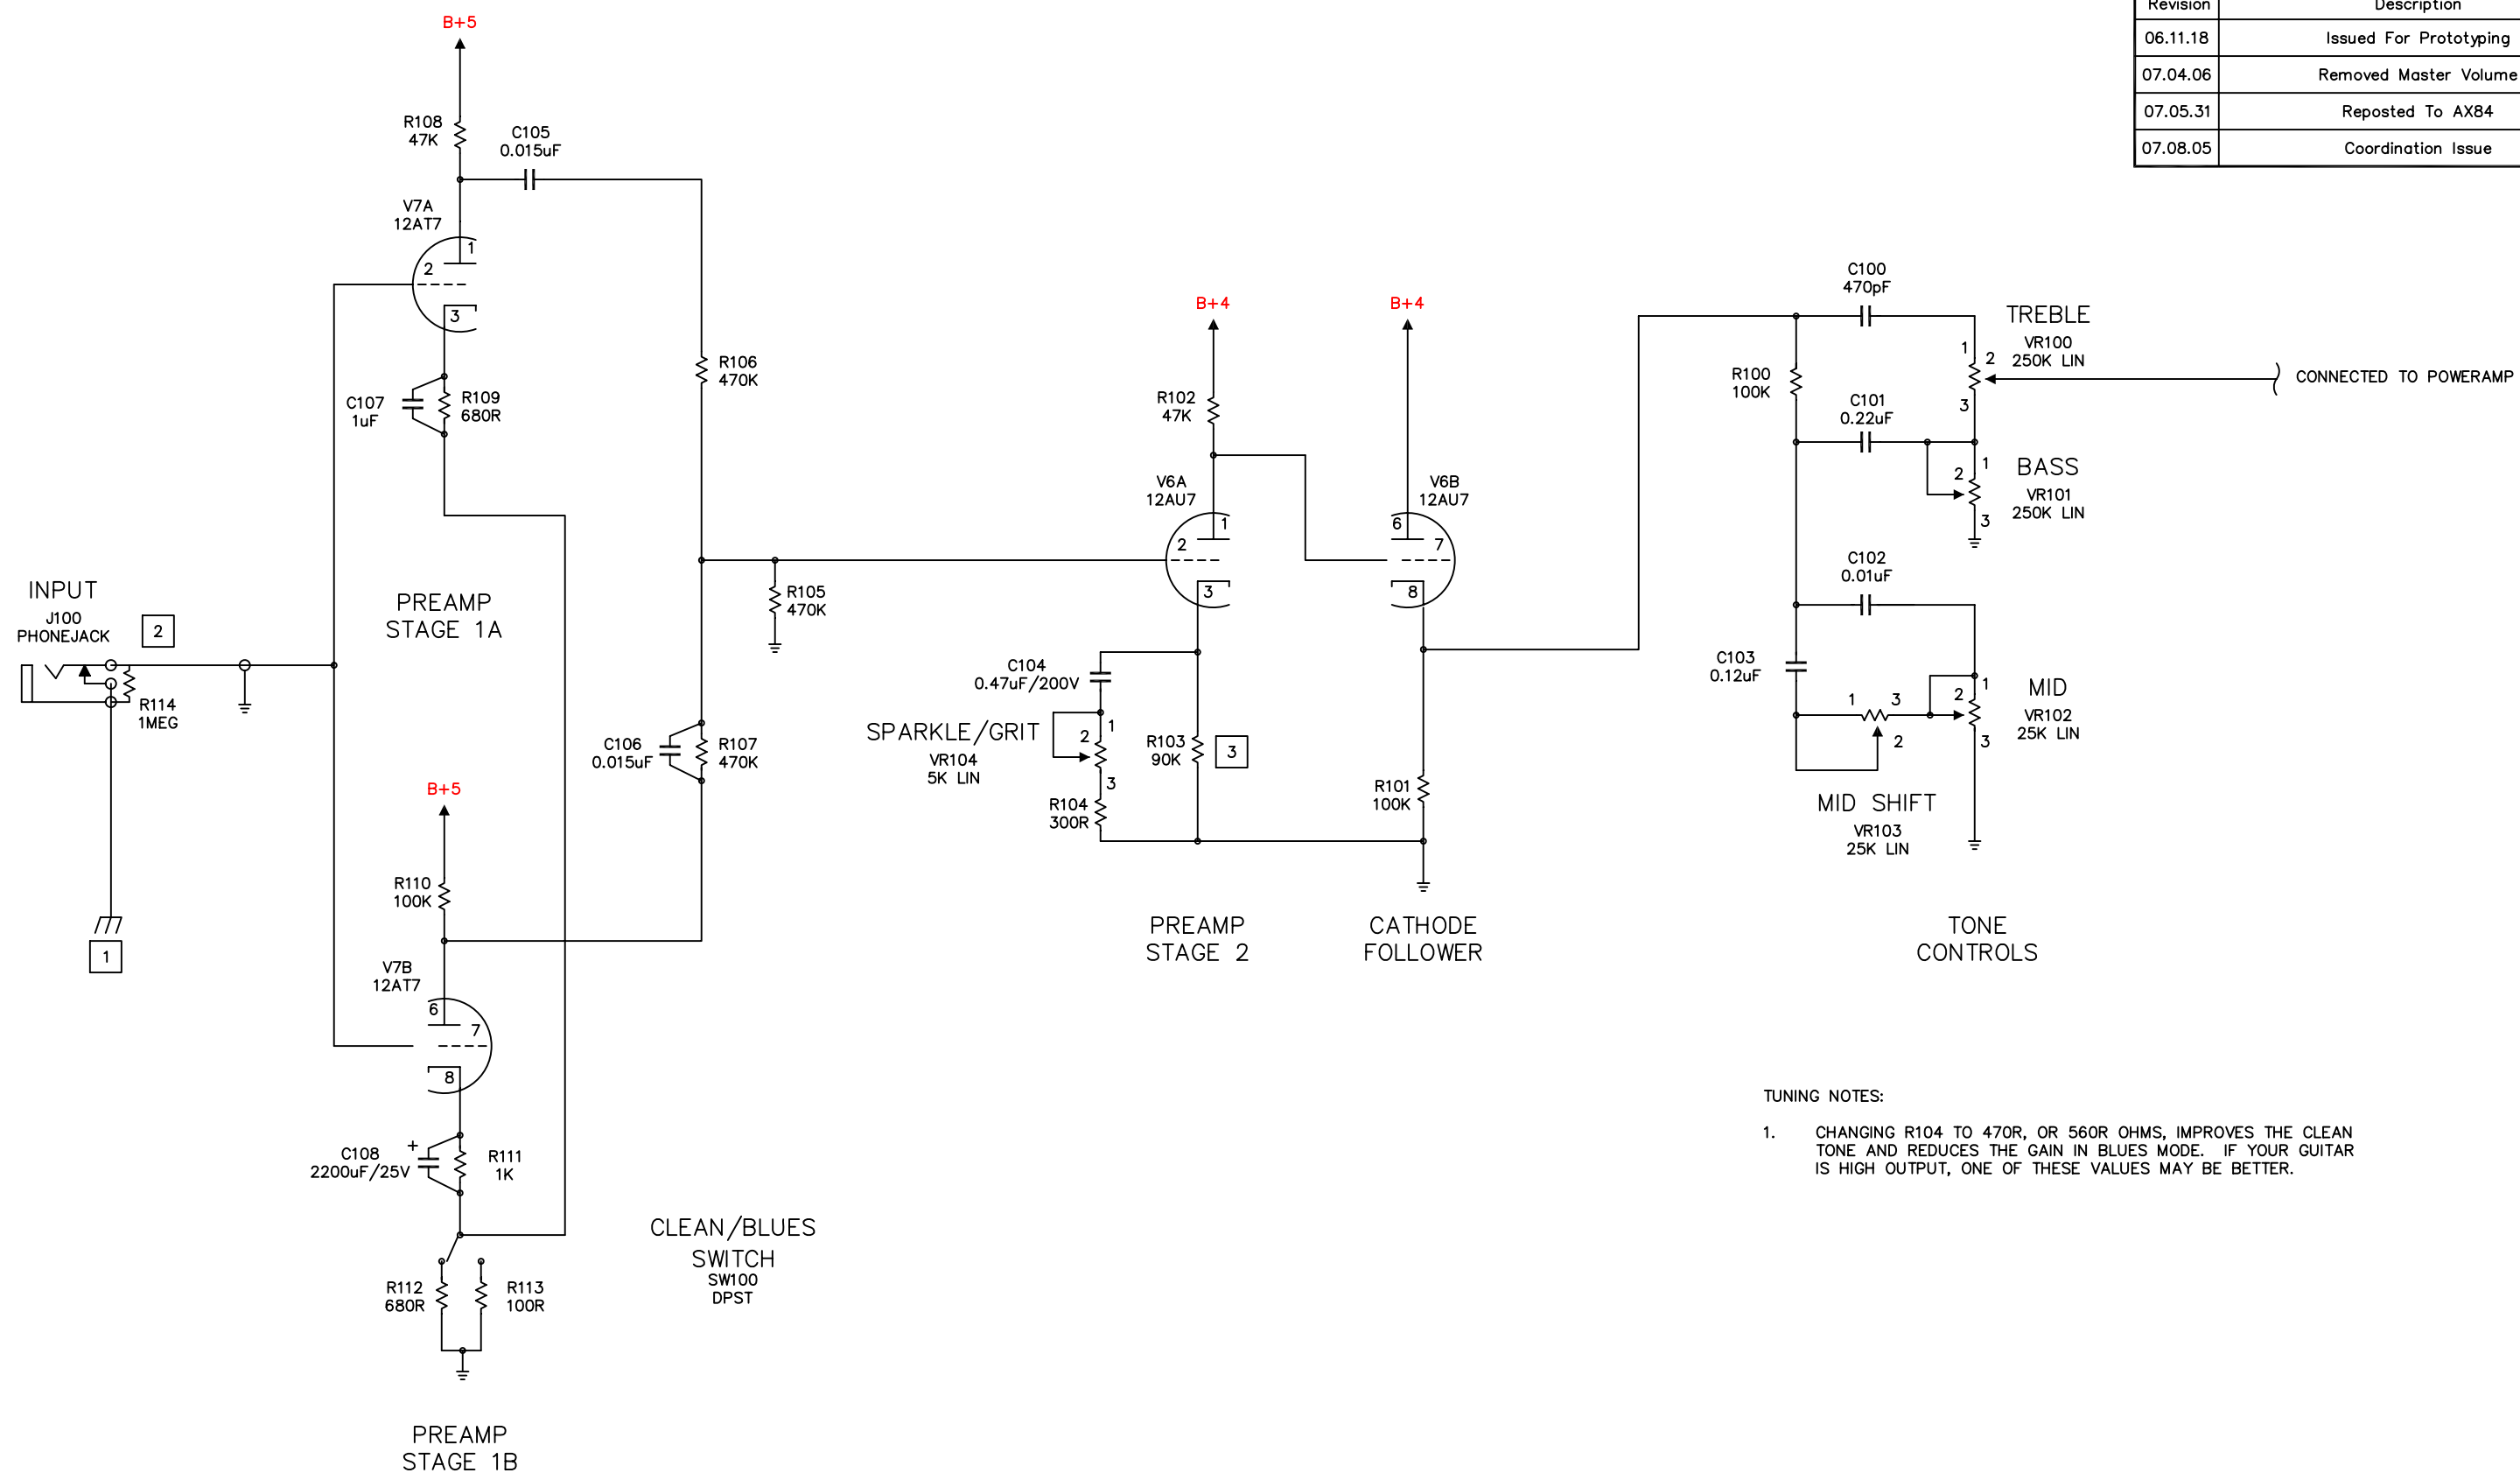 Revision Description
06.11.18 Issued For Prototyping
07.04.06 Removed Master Volume
07.05.31 Reposted To AX84
07.08.05 Coordination Issue
B+5
R108
47K
C105
0.015uF
V7A
12AT7
1
2
3
C107
1uF
R109
680R
R106
470K
PREAMP
STAGE 1A
INPUT
J100
PHONEJACK
2
R114
1MEG
1
R105
470K
C106
0.015uF
R107
470K
B+5
R110
100K
V7B
12AT7
6
7
8
+
C108
2200uF/25V
R111
1K
R112
680R
R113
100R
CLEAN/BLUES
SWITCH
SW100
DPST
PREAMP
STAGE 1B
B+4
R102
47K
V6A
12AU7
1
2
3
C104
0.47uF/200V
SPARKLE/GRIT
VR104
5K LIN
1
2
3
R103
90K
3
R104
300R
PREAMP
STAGE 2
B+4
V6B
12AU7
6
7
8
R101
100K
CATHODE
FOLLOWER
C100
470pF
TREBLE
VR100
250K LIN
1
2
3
CONNECTED TO POWERAMP
R100
100K
C101
0.22uF
BASS
VR101
250K LIN
1
2
3
C102
0.01uF
C103
0.12uF
MID
VR102
25K LIN
1
2
3
1
3
2
MID SHIFT
VR103
25K LIN
TONE
CONTROLS
TUNING NOTES:
1. CHANGING R104 TO 470R, OR 560R OHMS, IMPROVES THE CLEAN
TONE AND REDUCES THE GAIN IN BLUES MODE. IF YOUR GUITAR
IS HIGH OUTPUT, ONE OF THESE VALUES MAY BE BETTER.